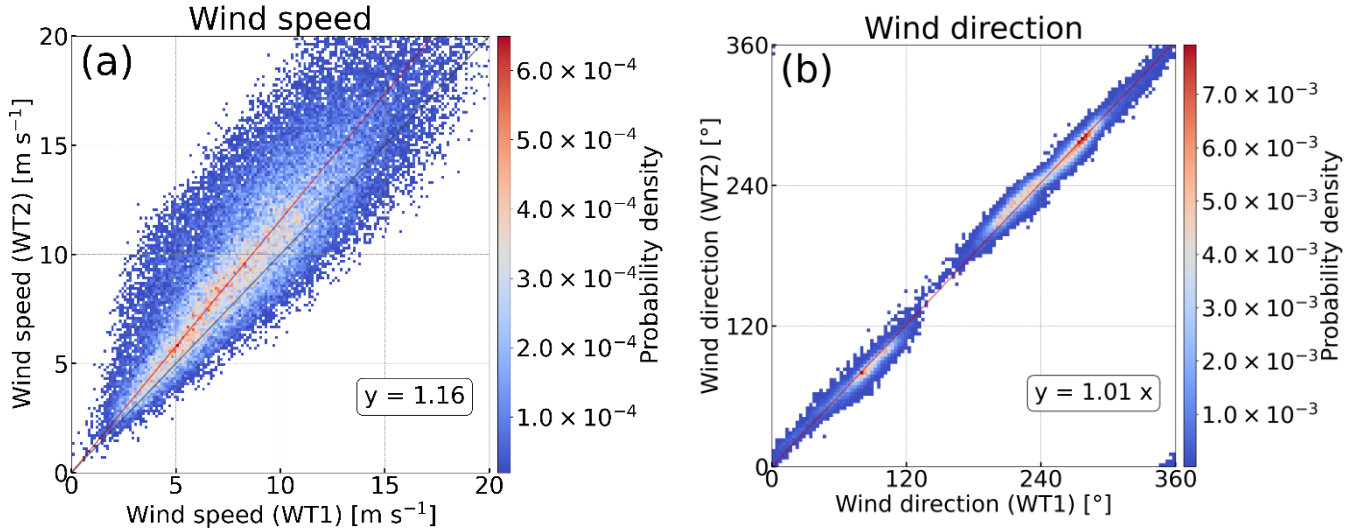 Wind speed
(a)
20
15
10
5
0
0 5 10 15 20
Wind speed (WT2) [m s⁻¹]
Wind speed (WT1) [m s⁻¹]
y = 1.16
6.0 × 10⁻⁴
5.0 × 10⁻⁴
4.0 × 10⁻⁴
3.0 × 10⁻⁴
2.0 × 10⁻⁴
1.0 × 10⁻⁴
Probability density
Wind direction
(b)
360
240
120
0
0 120 240 360
Wind direction (WT2) [°]
Wind direction (WT1) [°]
y = 1.01 x
7.0 × 10⁻³
6.0 × 10⁻³
5.0 × 10⁻³
4.0 × 10⁻³
3.0 × 10⁻³
2.0 × 10⁻³
1.0 × 10⁻³
Probability density